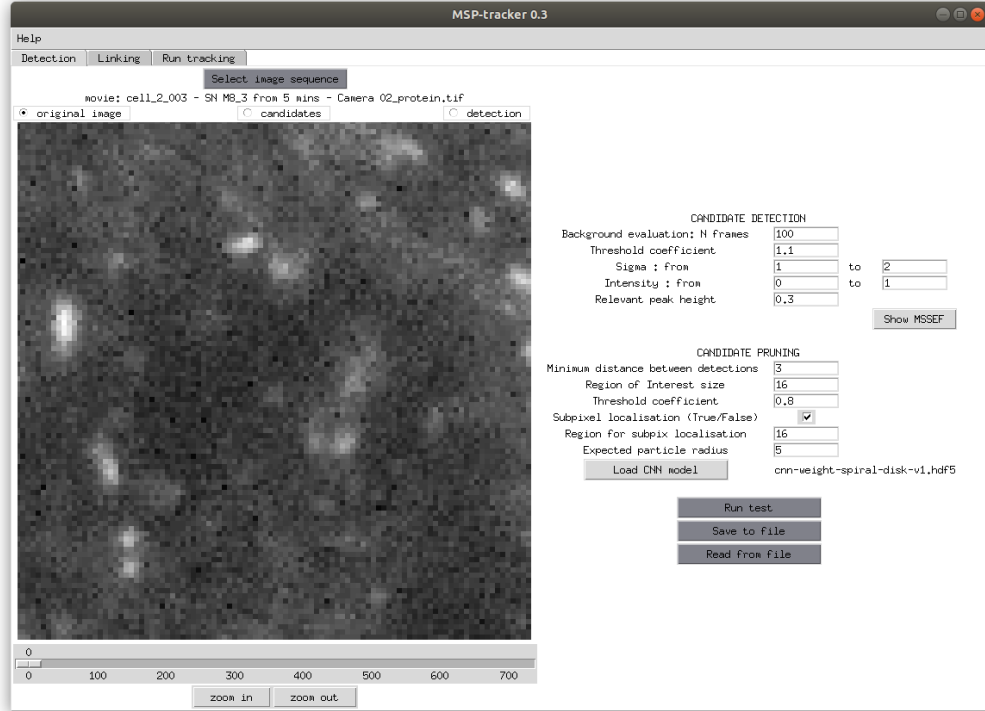 MSP-tracker 0.3
Help
Detection Linking Run tracking
Select image sequence
movie: cell_2_003 - SN M8_3 from 5 mins - Camera 02_protein.tif
original image candidates detection
CANDIDATE DETECTION
Background evaluation: N frames 100
Threshold coefficient 1.1
Sigma : from 1 to 2
Intensity : from 0 to 1
Relevant peak height 0.3
Show MSSEF
CANDIDATE PRUNING
Minimum distance between detections 3
Region of Interest size 16
Threshold coefficient 0.8
Subpixel localisation (True/False)
Region for subpix localisation 16
Expected particle radius 5
Load CNN model cnn-weight-spiral-disk-v1.hdf5
Run test
Save to file
Read from file
0
0 100 200 300 400 500 600 700
zoom in zoom out